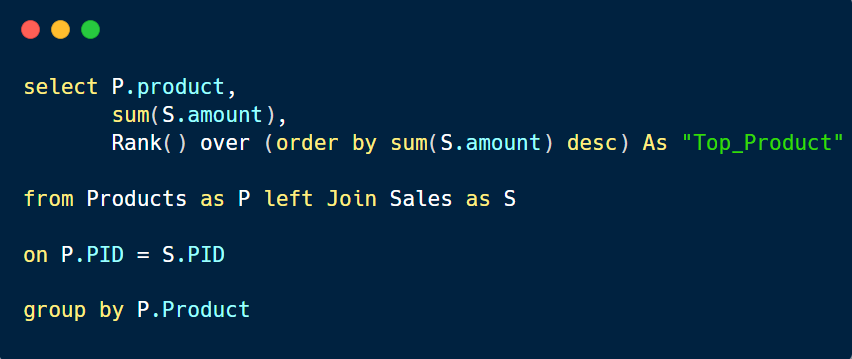 select P.product,
sum(S.amount),
Rank() over (order by sum(S.amount) desc) As "Top_Product"
from Products as P left Join Sales as S
on P.PID = S.PID
group by P.Product